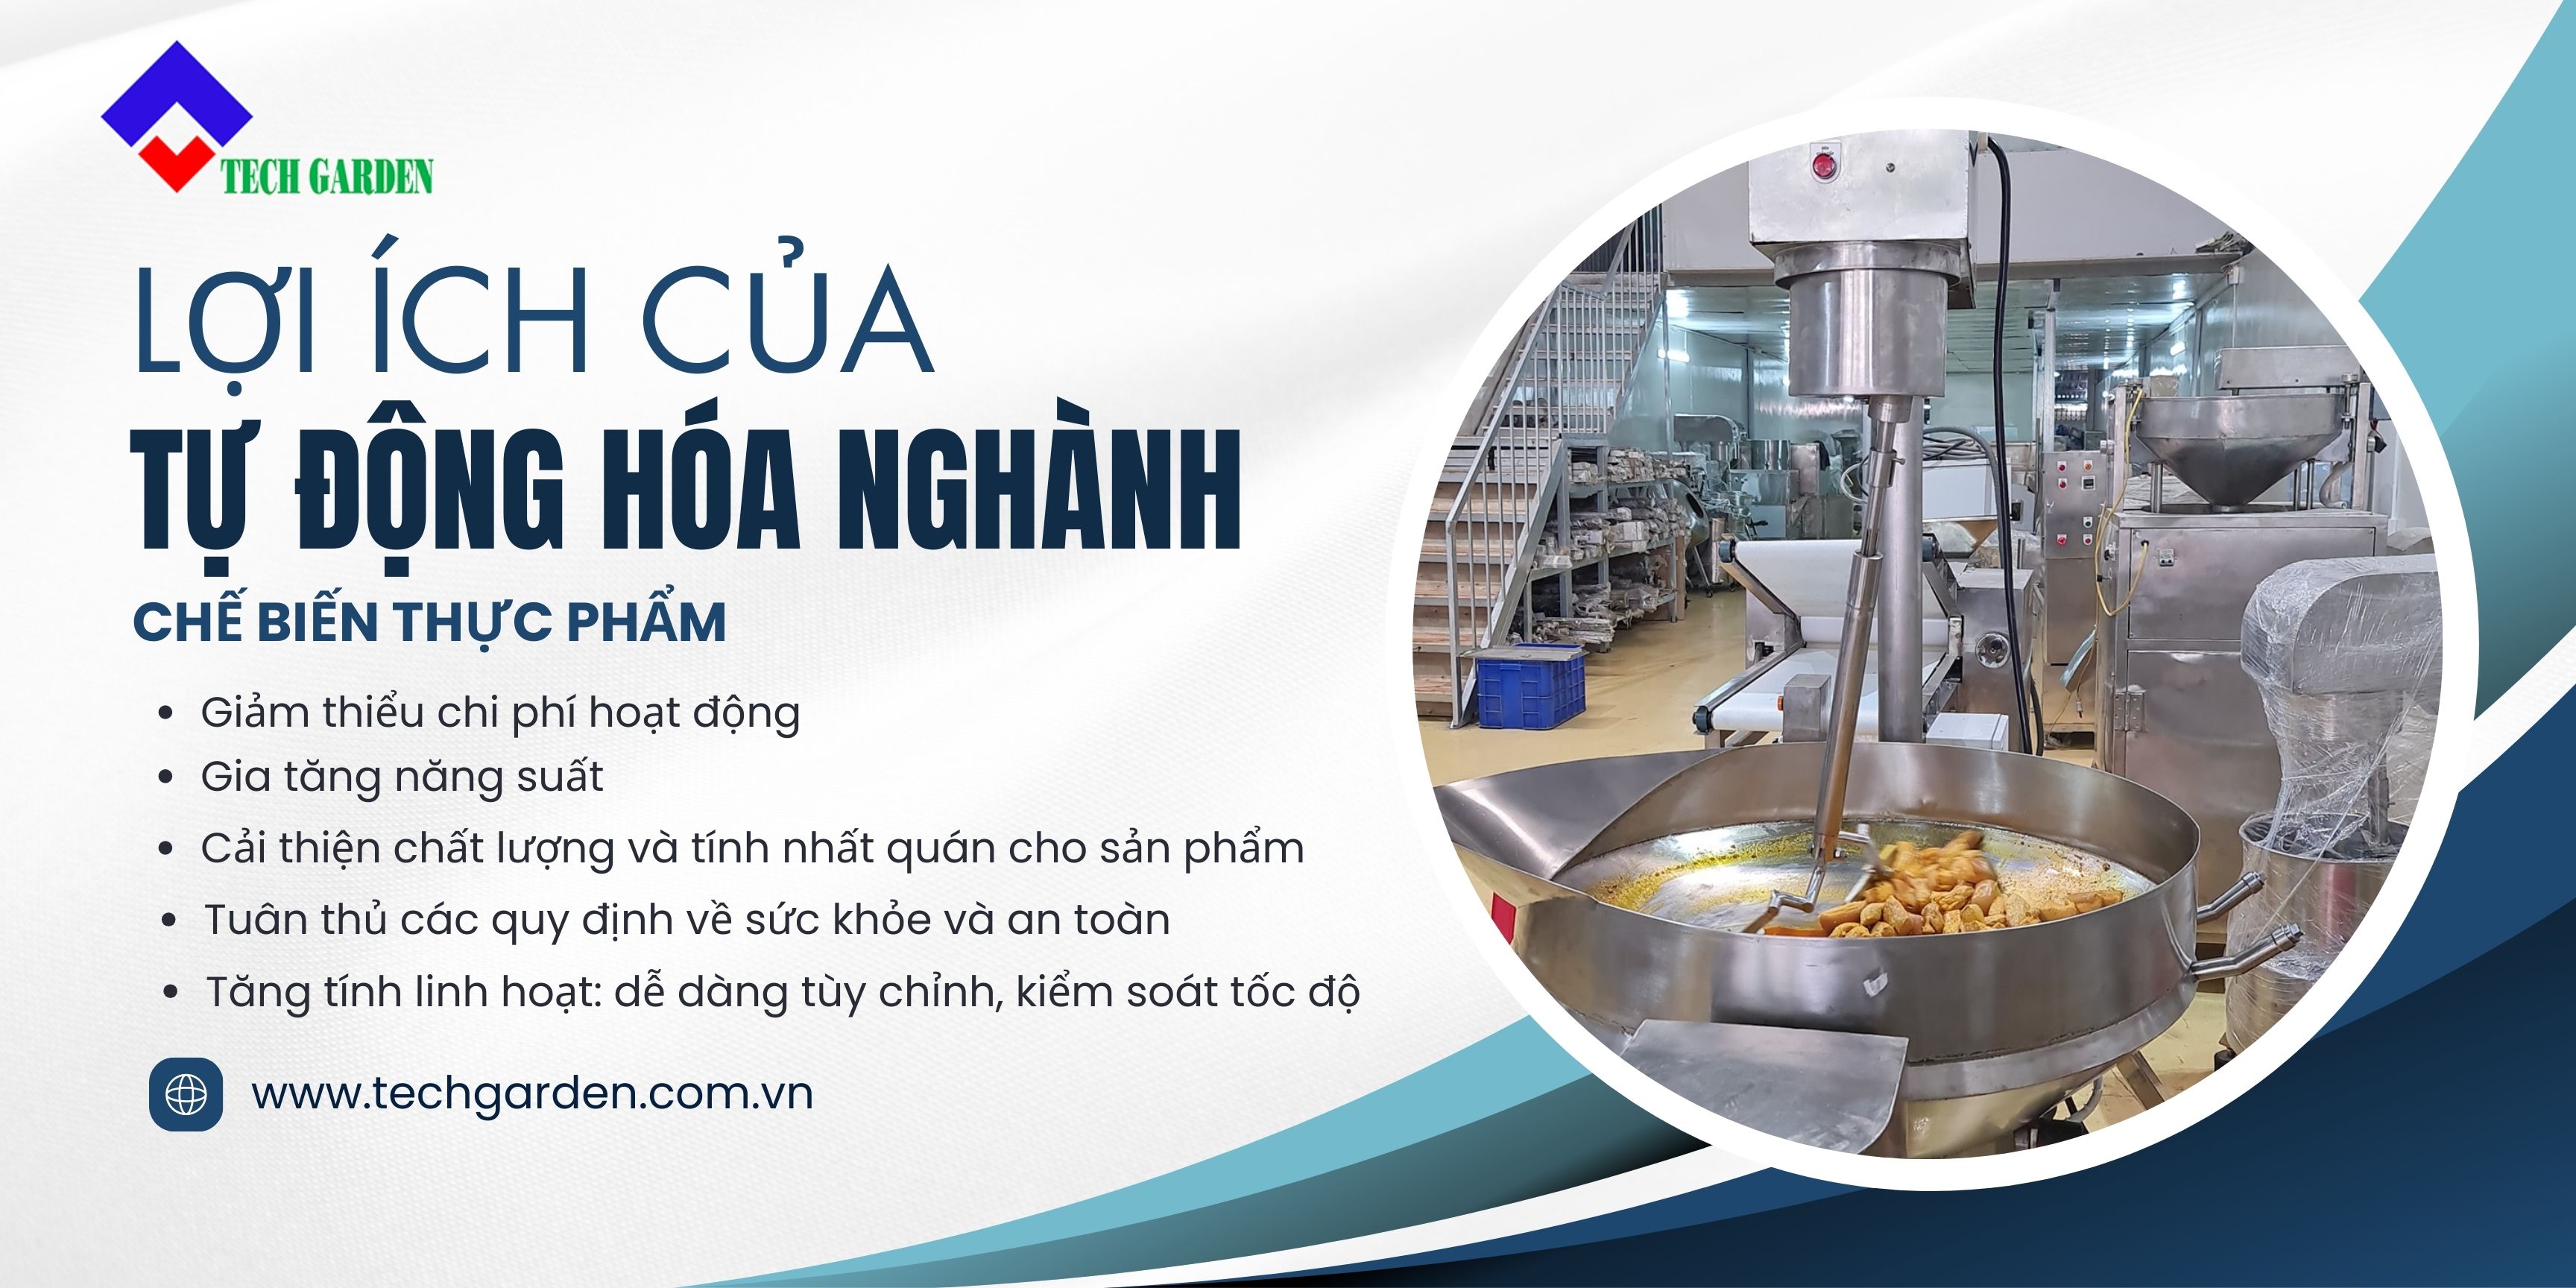 TECH GARDEN
LỢI ÍCH CỦA
TỰ ĐỘNG HÓA NGHÀNH
CHẾ BIẾN THỰC PHẨM
• Giảm thiểu chi phí hoạt động
• Gia tăng năng suất
• Cải thiện chất lượng và tính nhất quán cho sản phẩm
• Tuân thủ các quy định về sức khỏe và an toàn
• Tăng tính linh hoạt: dễ dàng tùy chỉnh, kiểm soát tốc độ
www.techgarden.com.vn